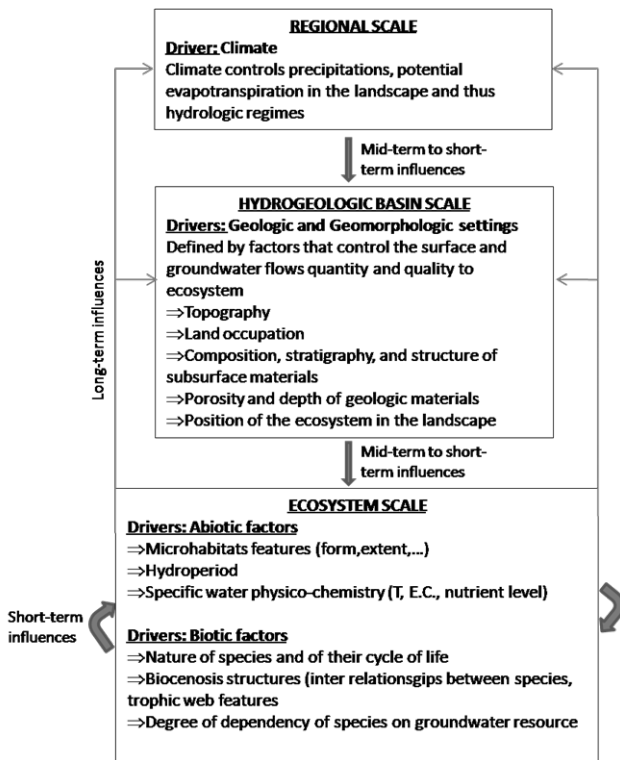 REGIONAL SCALE
Driver: Climate
Climate controls precipitations, potential
evapotranspiration in the landscape and thus
hydrologic regimes
Mid-term to short-
term influences
HYDROGEOLOGIC BASIN SCALE
Drivers: Geologic and Geomorphologic settings
Defined by factors that control the surface and
groundwater flows quantity and quality to
ecosystem
⇒Topography
⇒Land occupation
⇒Composition, stratigraphy, and structure of
subsurface materials
⇒Porosity and depth of geologic materials
⇒Position of the ecosystem in the landscape
Long-term influences
Mid-term to short-
term influences
ECOSYSTEM SCALE
Drivers: Abiotic factors
⇒Microhabitats features (form,extent,...)
⇒Hydroperiod
⇒Specific water physico-chemistry (T, E.C., nutrient level)
Short-term
influences
Drivers: Biotic factors
⇒Nature of species and of their cycle of life
⇒Biocenosis structures (inter relationsgips between species,
trophic web features
⇒Degree of dependency of species on groundwater resource